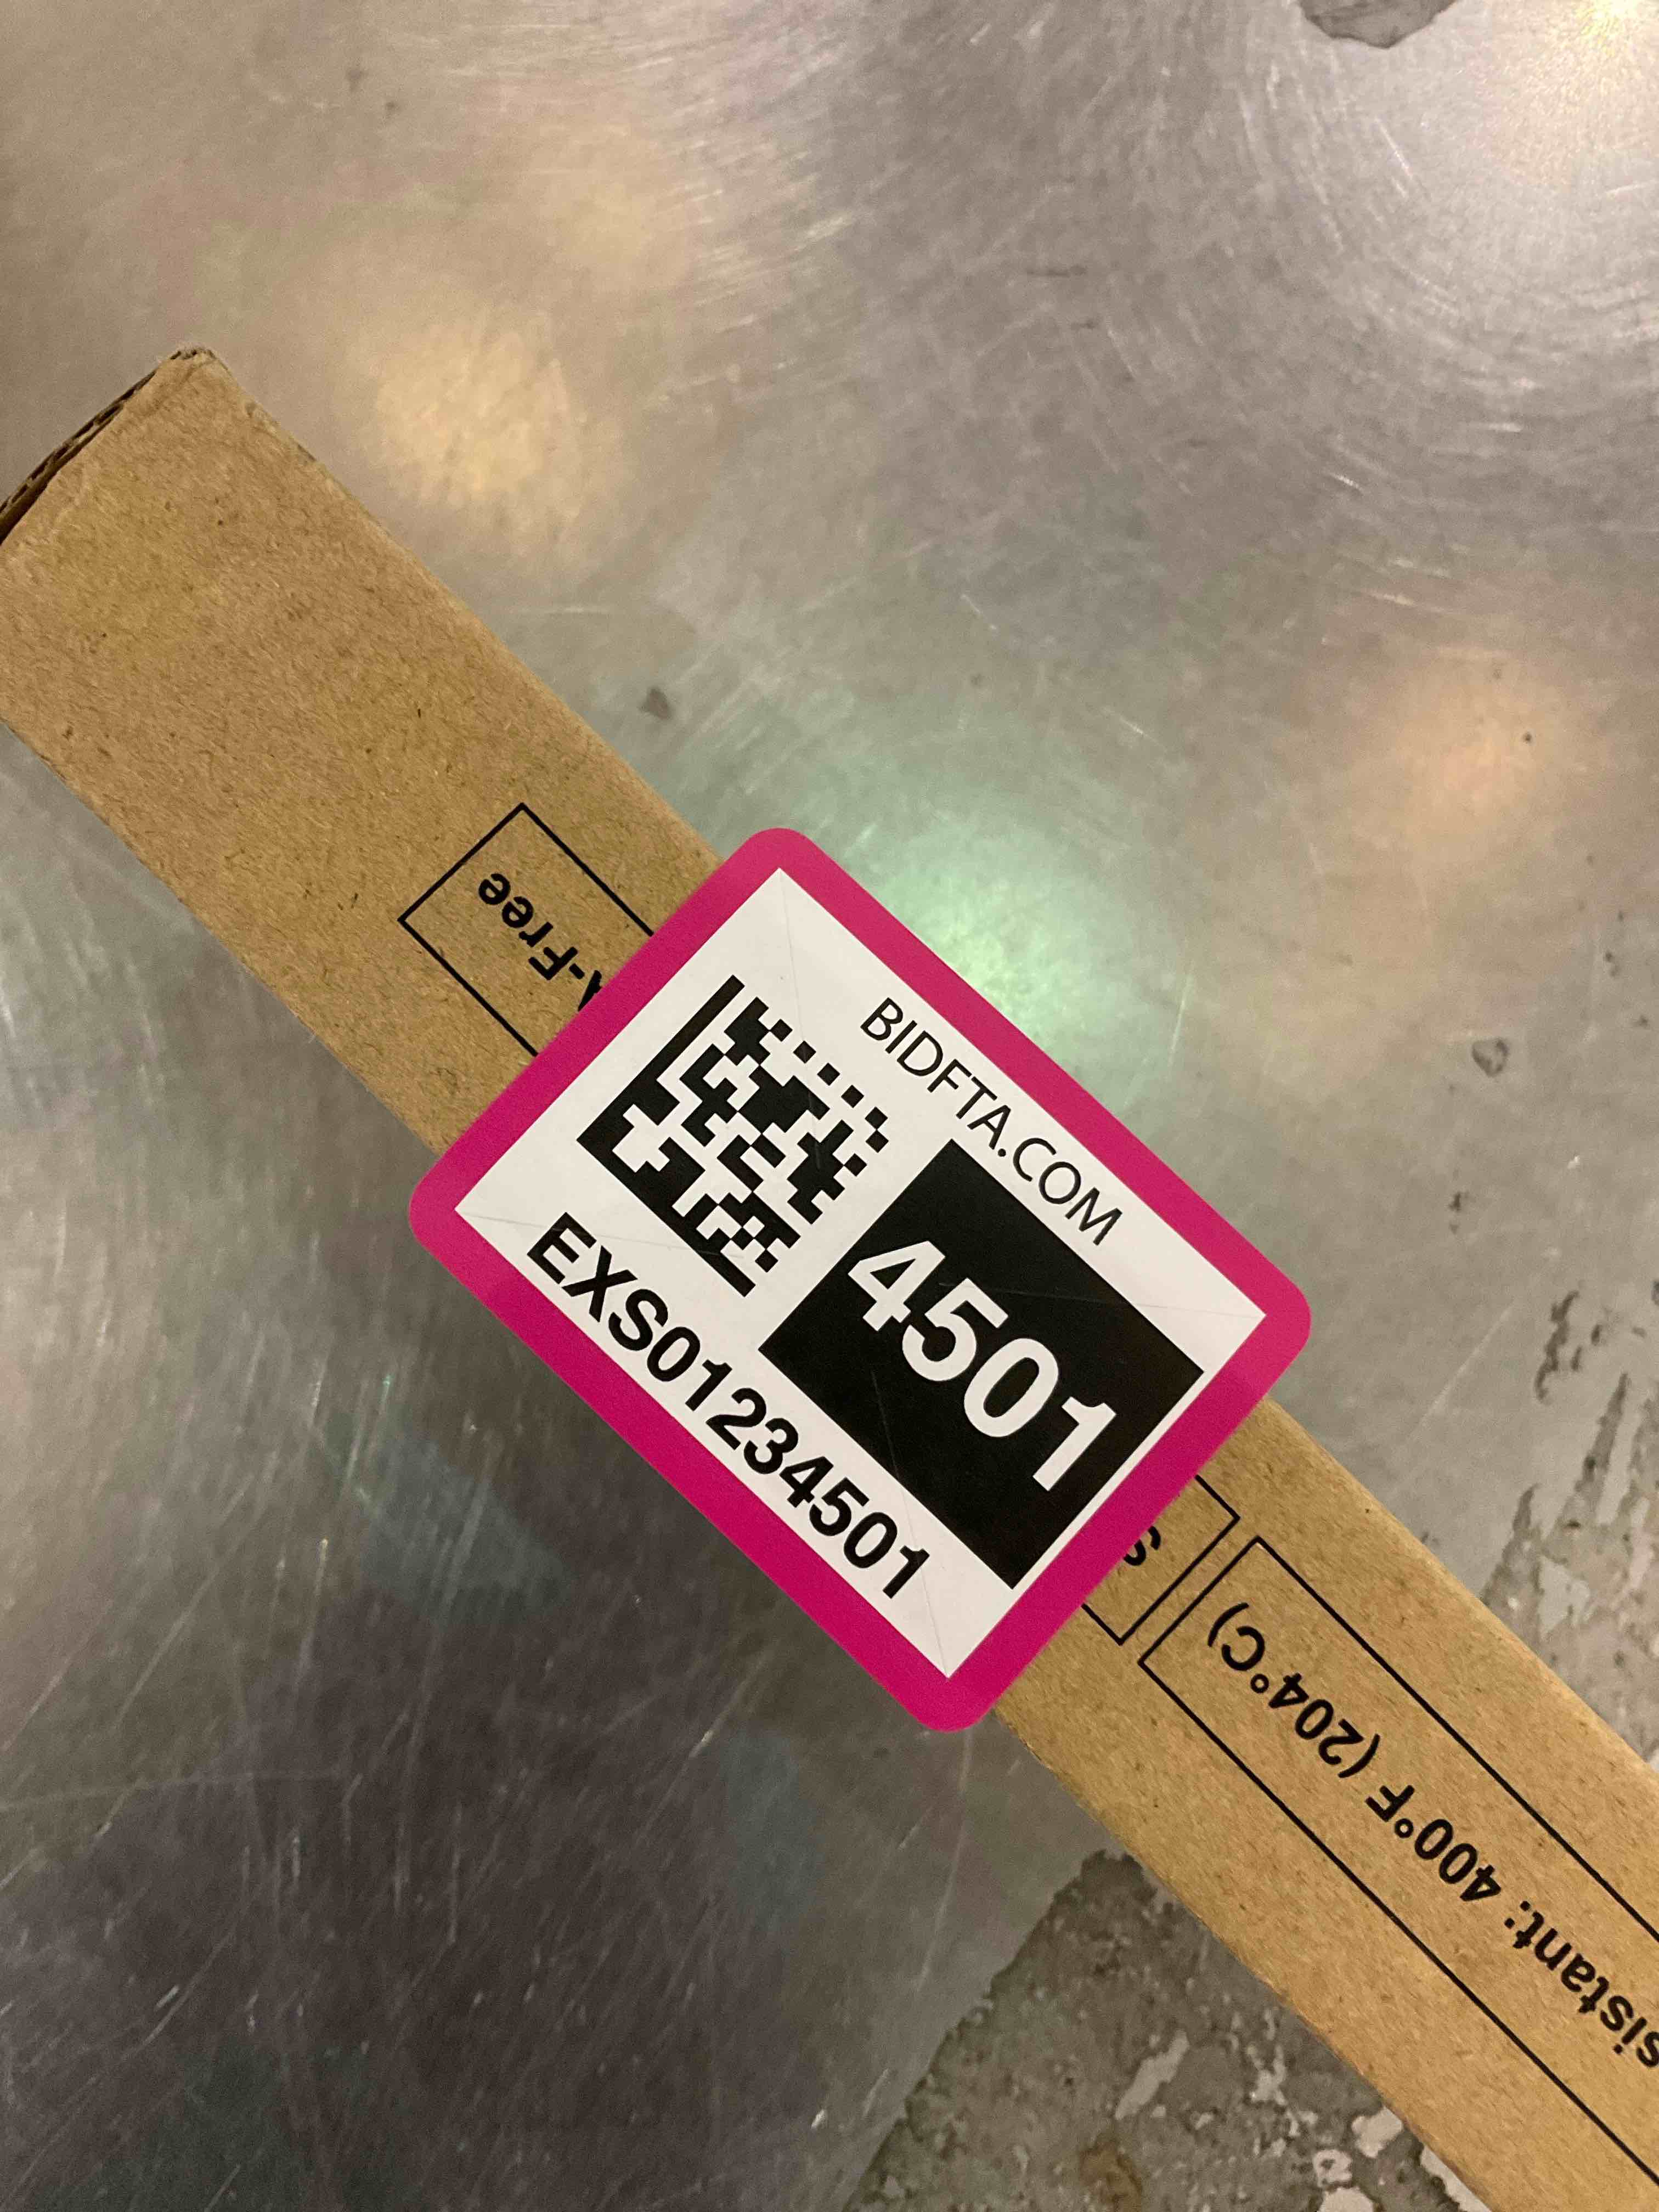 BIDFTA.COM
4501
EXS01234501
-Free
s
sistant: 400°F (204°C)